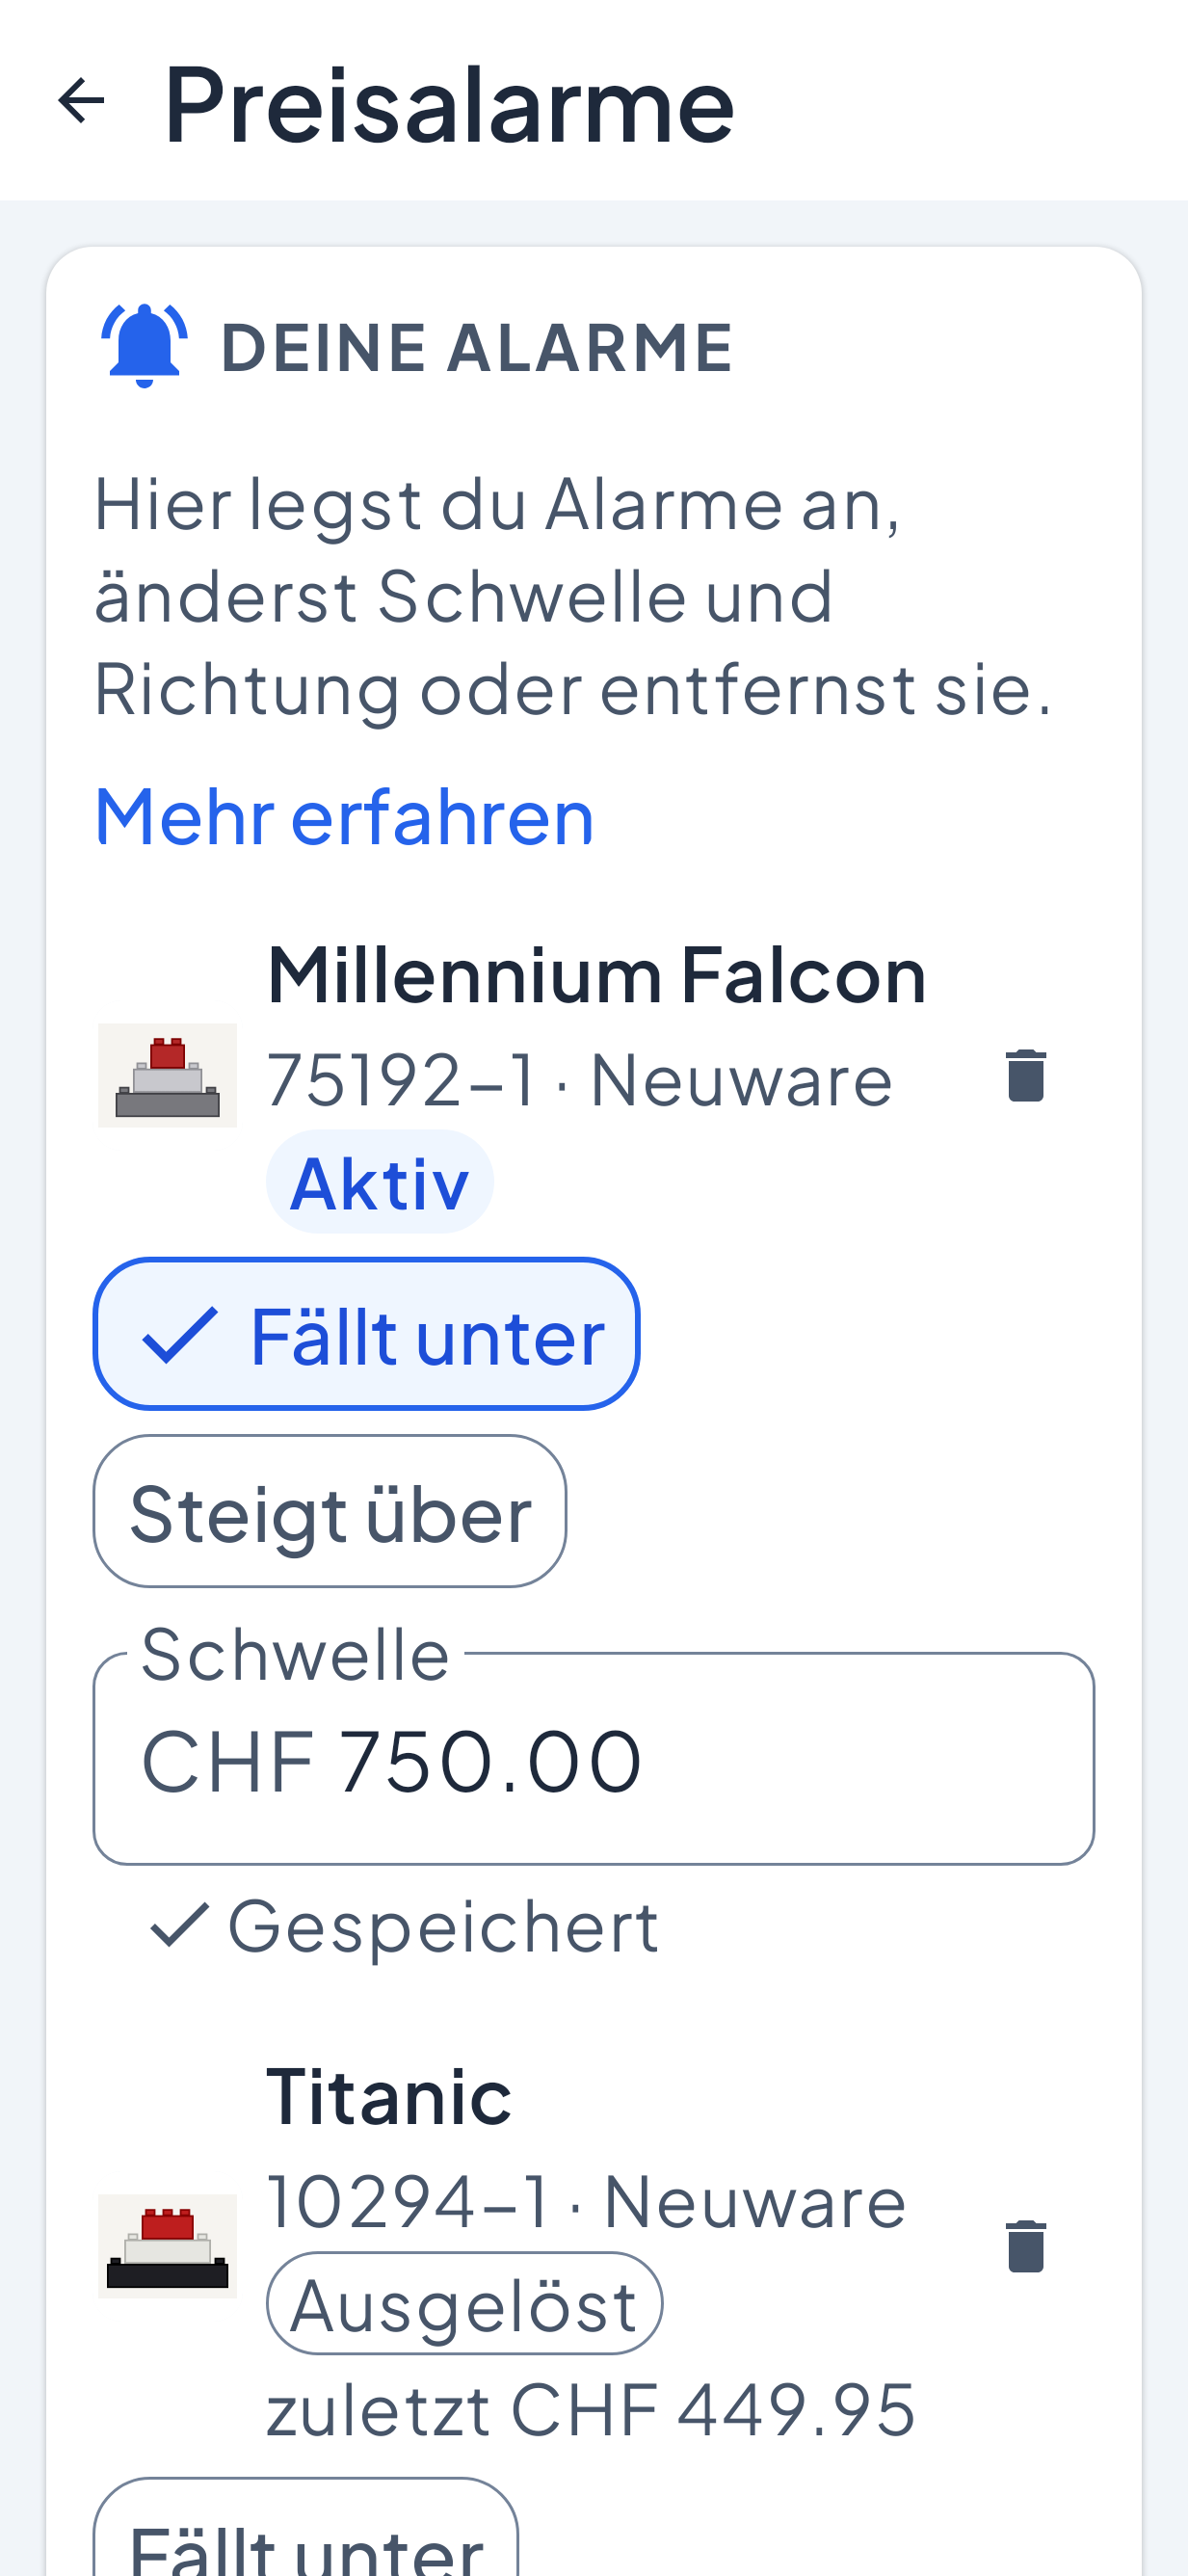 Preisalarme
DEINE ALARME
Hier legst du Alarme an,
änderst Schwelle und
Richtung oder entfernst sie.
Mehr erfahren
Millennium Falcon
75192–1 · Neuware
Aktiv
Fällt unter
Steigt über
Schwelle
CHF 750.00
Gespeichert
Titanic
10294–1 · Neuware
Ausgelöst
zuletzt CHF 449.95
Fällt unter